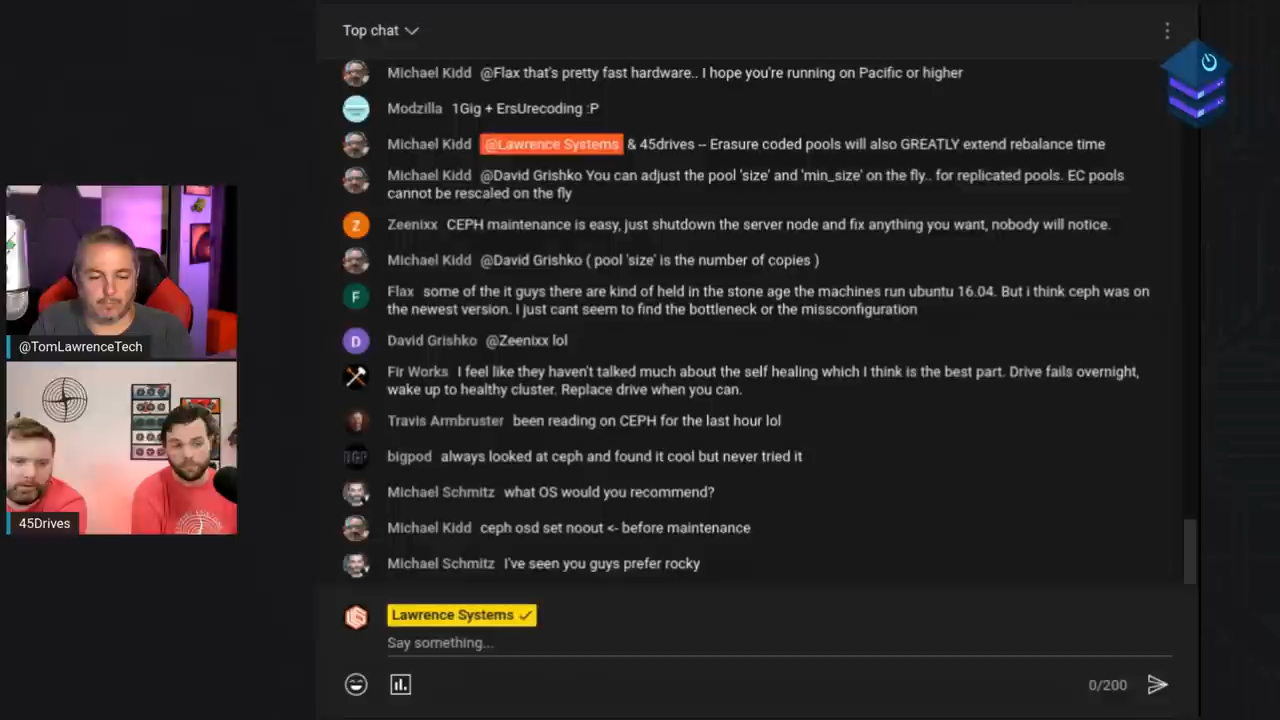 Top chat
Michael Kidd @Flax that's pretty fast hardware.. I hope you're running on Pacific or higher
Modzilla 1Gig + ErsUrecoding :P
Michael Kidd @Lawrence Systems & 45drives -- Erasure coded pools will also GREATLY extend rebalance time
Michael Kidd @David Grishko You can adjust the pool 'size' and 'min_size' on the fly.. for replicated pools. EC pools
cannot be rescaled on the fly
Z Zeenixx CEPH maintenance is easy, just shutdown the server node and fix anything you want, nobody will notice.
Michael Kidd @David Grishko ( pool 'size' is the number of copies )
F Flax some of the it guys there are kind of held in the stone age the machines run ubuntu 16.04. But i think ceph was on
the newest version. I just cant seem to find the bottleneck or the missconfiguration
D David Grishko @Zeenixx lol
Fir Works I feel like they haven't talked much about the self healing which I think is the best part. Drive fails overnight,
wake up to healthy cluster. Replace drive when you can.
Travis Armbruster been reading on CEPH for the last hour lol
bigpod always looked at ceph and found it cool but never tried it
Michael Schmitz what OS would you recommend?
Michael Kidd ceph osd set noout <- before maintenance
Michael Schmitz I've seen you guys prefer rocky
Lawrence Systems
Say something...
0/200
@TomLawrenceTech
45Drives